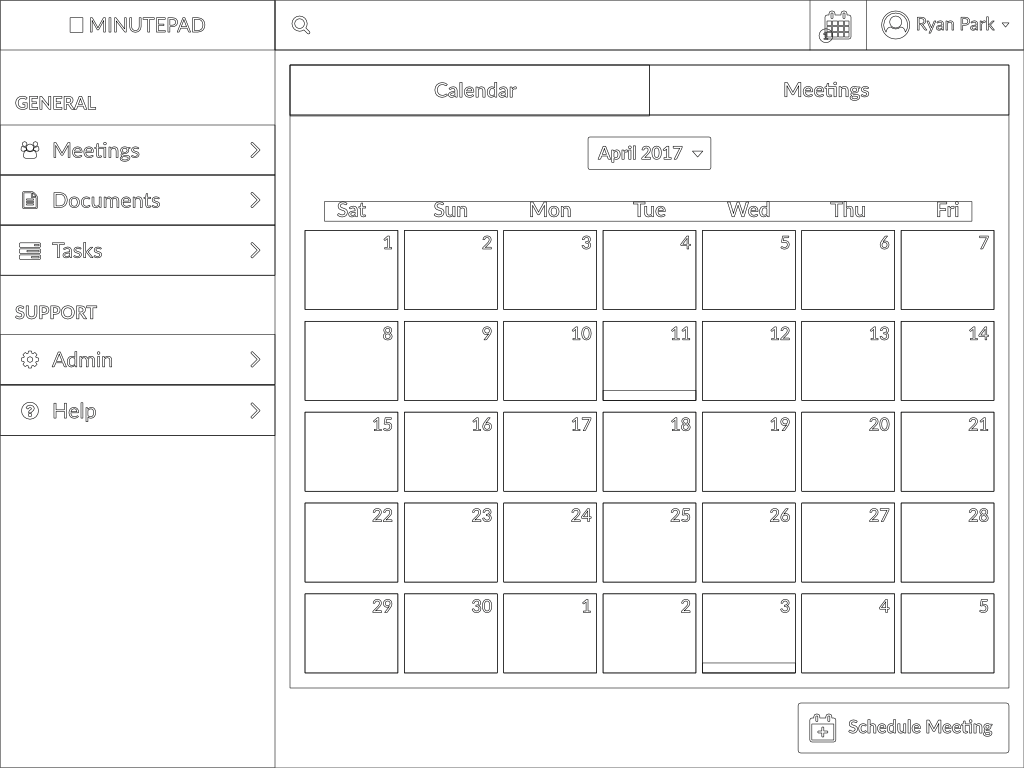 MINUTEPAD
1
Ryan Park
GENERAL
Meetings
Documents
Tasks
SUPPORT
Admin
Help
Calendar
Meetings
April 2017
Sat Sun Mon Tue Wed Thu Fri
1 2 3 4 5 6 7
8 9 10 11 12 13 14
15 16 17 18 19 20 21
22 23 24 25 26 27 28
29 30 1 2 3 4 5
Schedule Meeting